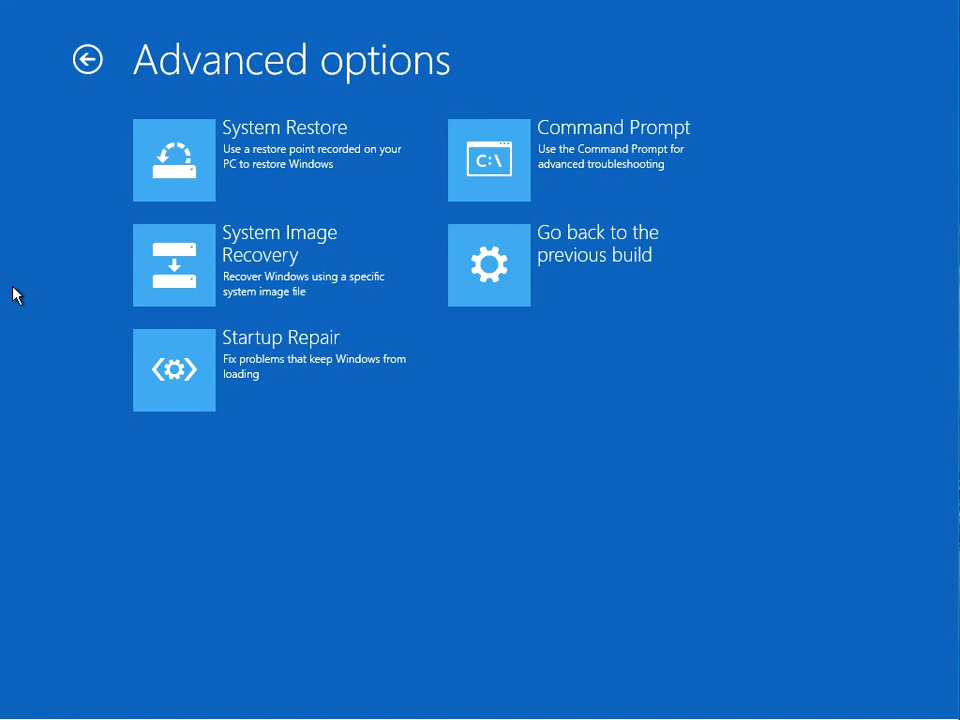 Advanced options
System Restore
Use a restore point recorded on your
PC to restore Windows
System Image
Recovery
Recover Windows using a specific
system image file
Startup Repair
Fix problems that keep Windows from
loading
Command Prompt
Use the Command Prompt for
advanced troubleshooting
C:\
Go back to the
previous build